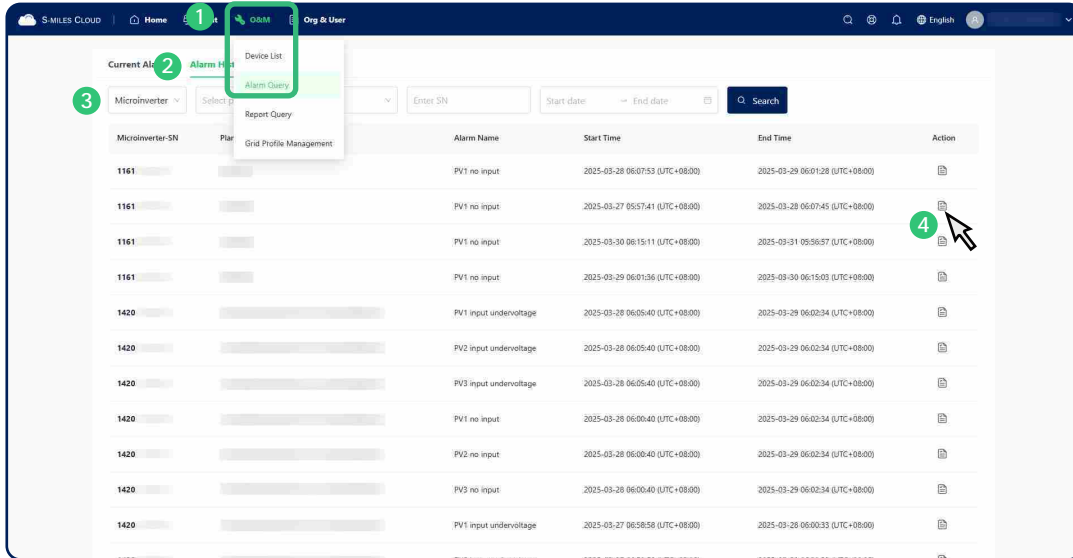 S-MILES CLOUD Home 1 O&M Org & User English
Device List
Current 2 Alarm
Alarm Query
3 Microinverter Enter SN Start date → End date Search
Report Query
Microinverter-SN Alarm Name Start Time End Time Action
Grid Profile Management
1161 PV1 no input 2025-03-28 06:07:53 (UTC+08:00) 2025-03-29 06:01:28 (UTC+08:00)
1161 PV1 no input 2025-03-27 05:57:41 (UTC+08:00) 2025-03-28 06:07:45 (UTC+08:00)
4
1161 PV1 no input 2025-03-30 06:15:11 (UTC+08:00) 2025-03-31 05:56:57 (UTC+08:00)
1161 PV1 no input 2025-03-29 06:01:36 (UTC+08:00) 2025-03-30 06:15:03 (UTC+08:00)
1420 PV1 input undervoltage 2025-03-28 06:05:40 (UTC+08:00) 2025-03-29 06:02:34 (UTC+08:00)
1420 PV2 input undervoltage 2025-03-28 06:05:40 (UTC+08:00) 2025-03-29 06:02:34 (UTC+08:00)
1420 PV3 input undervoltage 2025-03-28 06:05:40 (UTC+08:00) 2025-03-29 06:02:34 (UTC+08:00)
1420 PV1 no input 2025-03-28 06:00:40 (UTC+08:00) 2025-03-29 06:02:34 (UTC+08:00)
1420 PV2 no input 2025-03-28 06:00:40 (UTC+08:00) 2025-03-29 06:02:34 (UTC+08:00)
1420 PV3 no input 2025-03-28 06:00:40 (UTC+08:00) 2025-03-29 06:02:34 (UTC+08:00)
1420 PV1 input undervoltage 2025-03-27 06:58:58 (UTC+08:00) 2025-03-28 06:00:33 (UTC+08:00)